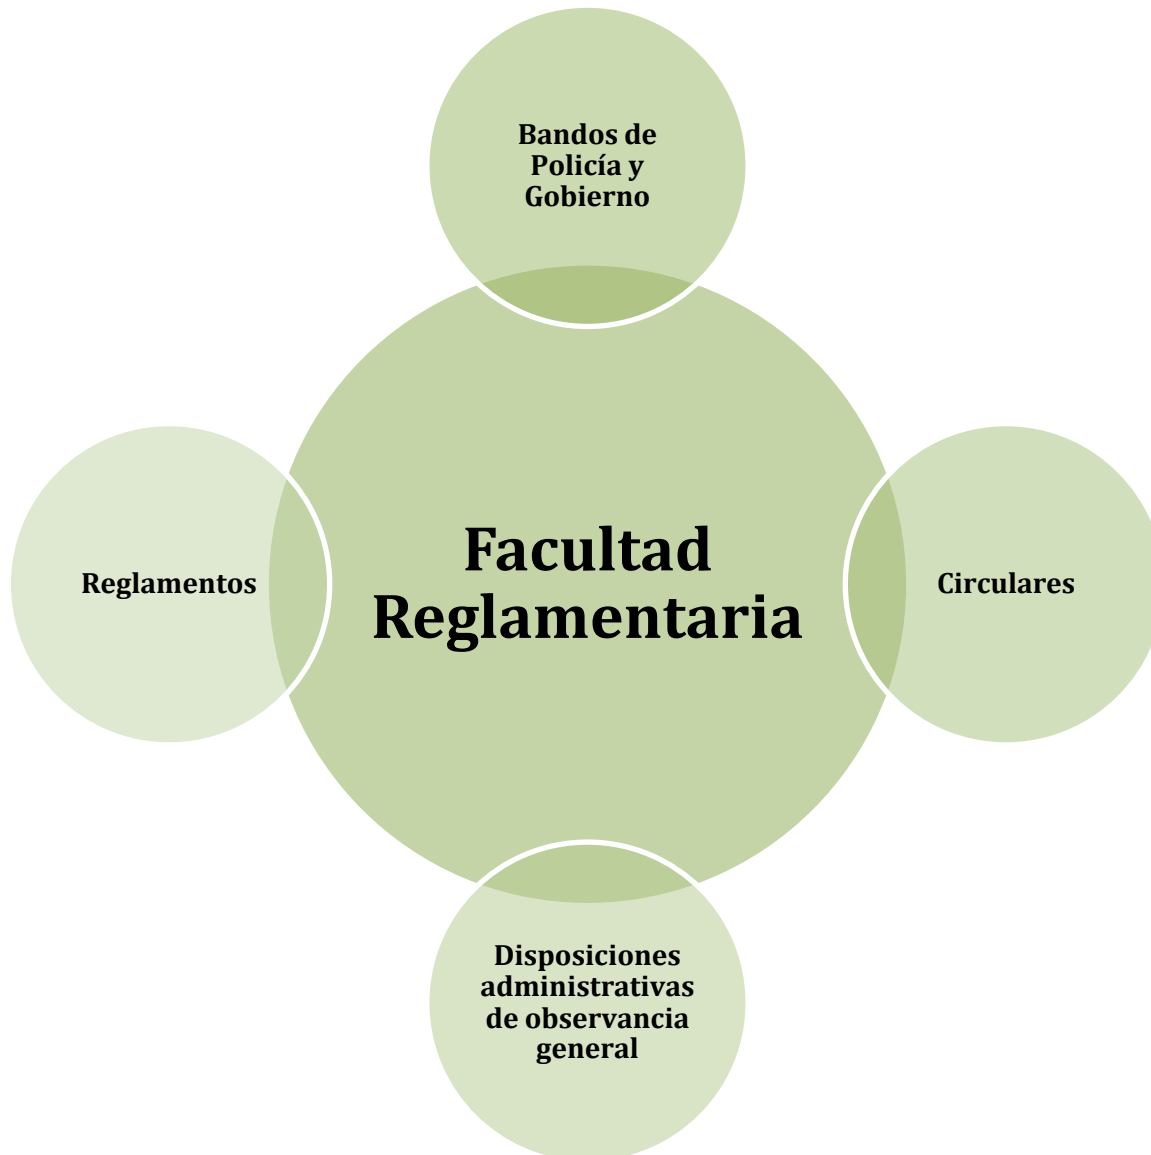 Bandos de
Policía y
Gobierno
Facultad
Reglamentaria
Reglamentos
Circulares
Disposiciones
administrativas
de observancia
general